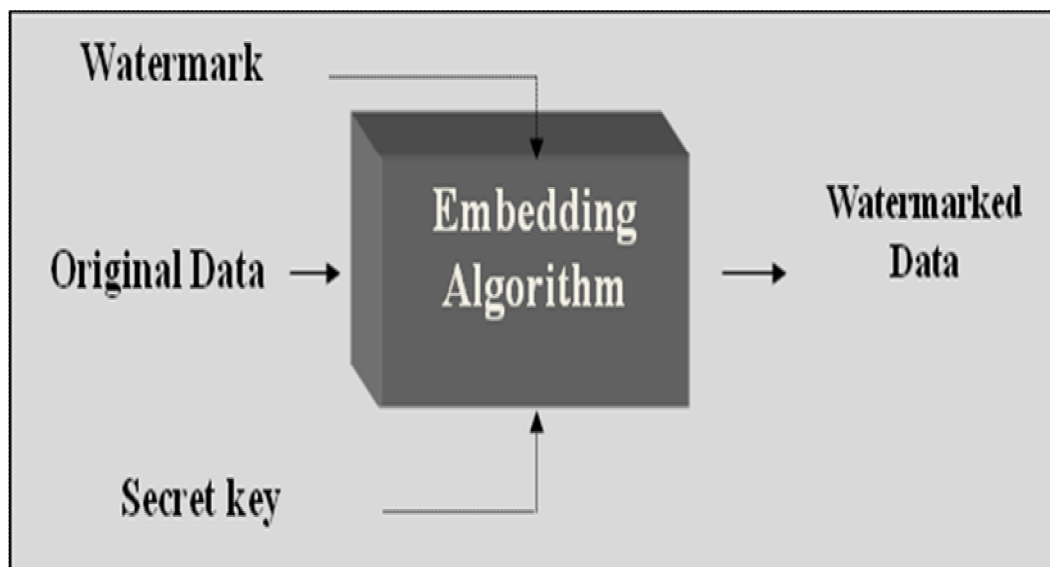 Watermark
Embedding
Algorithm
Original Data
Watermarked
Data
Secret key